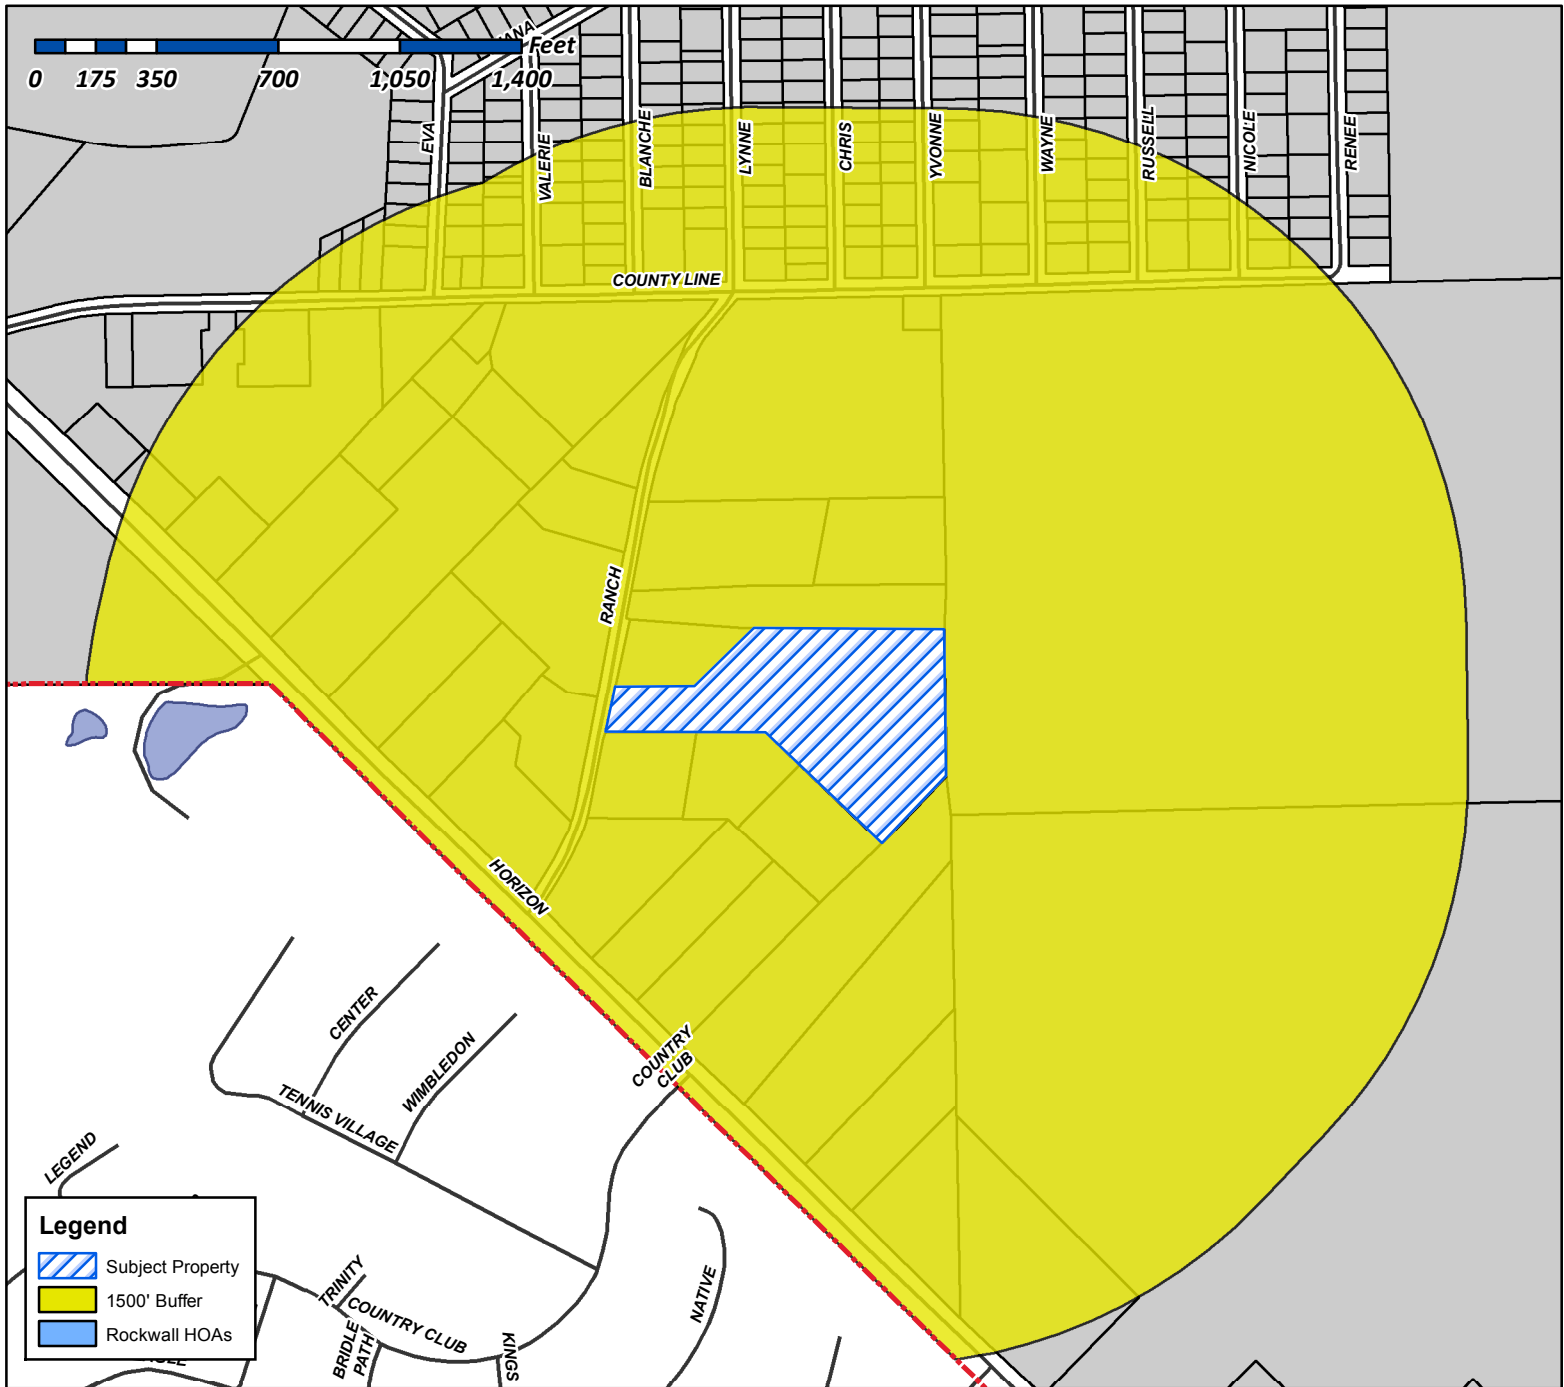 Feet
0 175 350 700 1,050 1,400
EVA
VALERIE
BLANCHE
LYNNE
CHRIS
YVONNE
WAYNE
RUSSELL
NICOLE
RENEE
COUNTY LINE
RANCH
HORIZON
CENTER
WIMBLEDON
COUNTRY
CLUB
TENNIS VILLAGE
LEGEND
TRINITY
COUNTRY CLUB
BRIDLE
PATH
KINGS
NATIVE
Legend
Subject Property
1500' Buffer
Rockwall HOAs